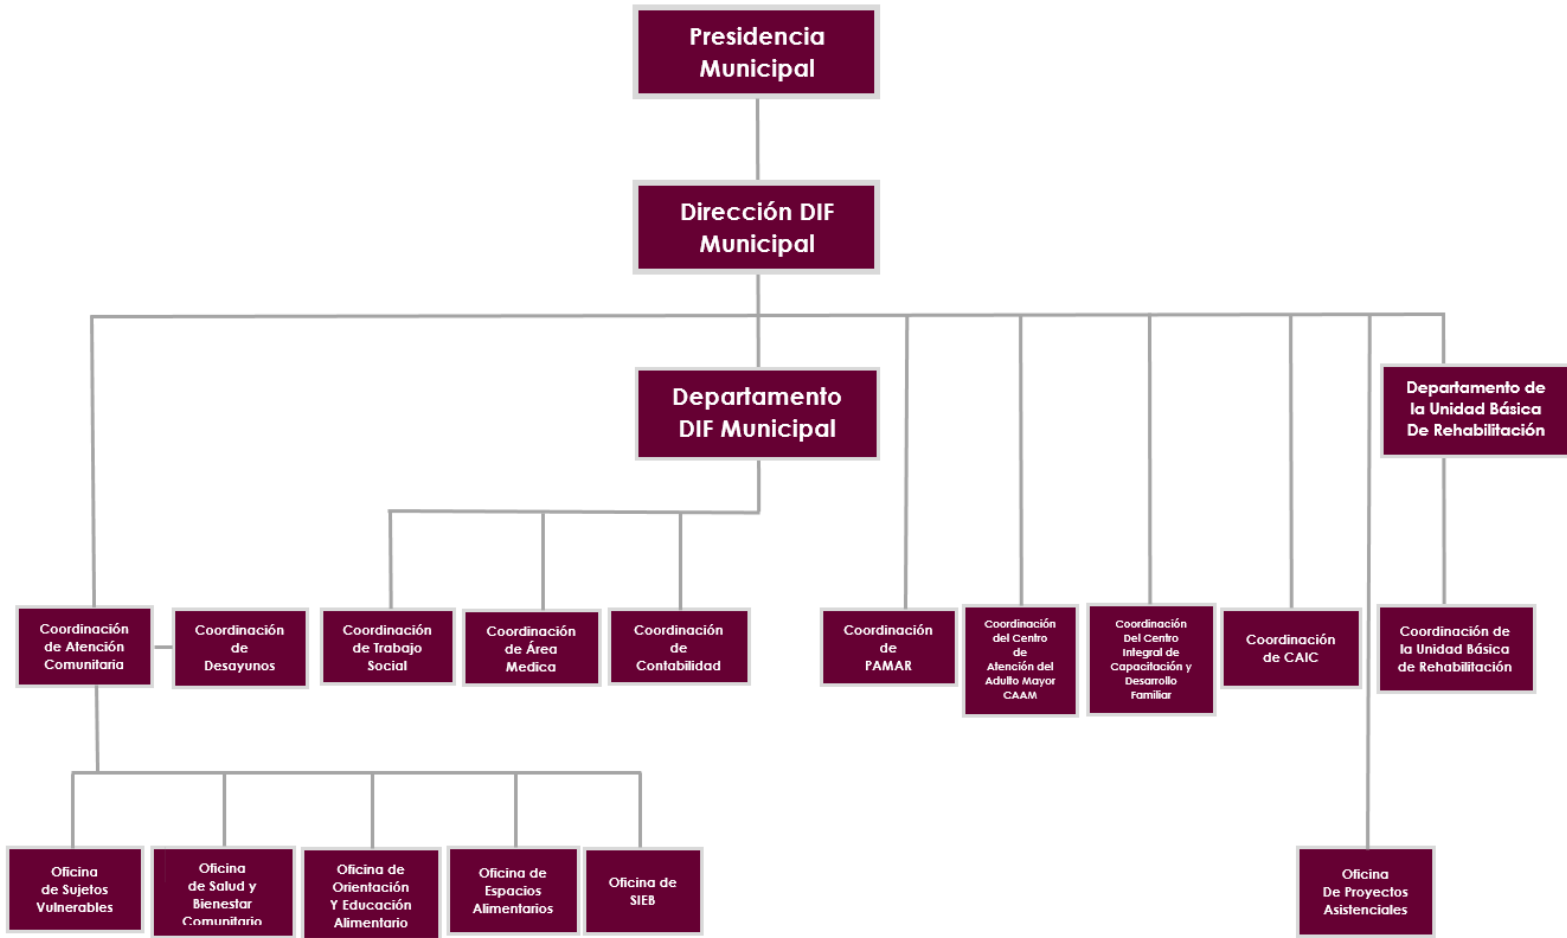 Presidencia
Municipal
Dirección DIF
Municipal
Departamento
DIF Municipal
Departamento de
la Unidad Básica
De Rehabilitación
Coordinación
de Atención
Comunitaria
Coordinación
de
Desayunos
Coordinación
de Trabajo
Social
Coordinación
de Área
Medica
Coordinación
de
Contabilidad
Coordinación
de
PAMAR
Coordinación
del Centro
de
Atención del
Adulto Mayor
CAAM
Coordinación
Del Centro
Integral de
Capacitación y
Desarrollo
Familiar
Coordinación
de CAIC
Coordinación de
la Unidad Básica
de Rehabilitación
Oficina
de Sujetos
Vulnerables
Oficina
de Salud y
Bienestar
Comunitario
Oficina de
Orientación
Y Educación
Alimentario
Oficina de
Espacios
Alimentarios
Oficina de
SIEB
Oficina
De Proyectos
Asistenciales